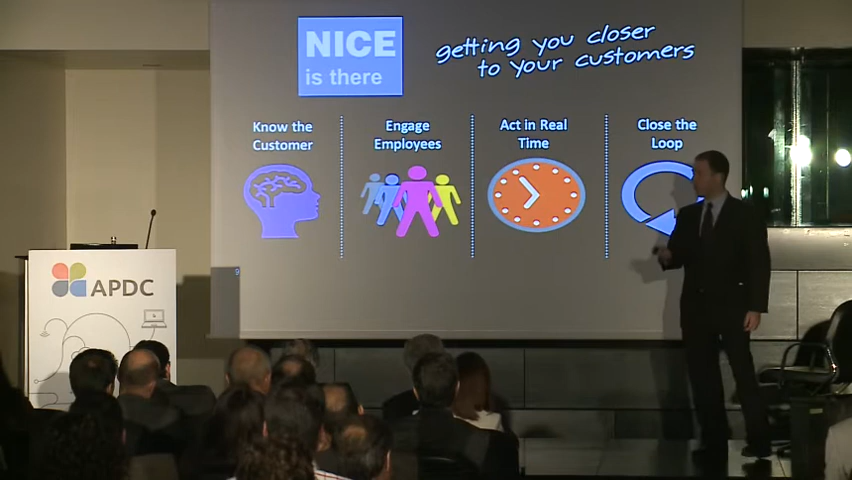 NICE
is there
getting you closer
to your customers
Know the
Customer
Engage
Employees
Act in Real
Time
Close the
Loop
9
APDC